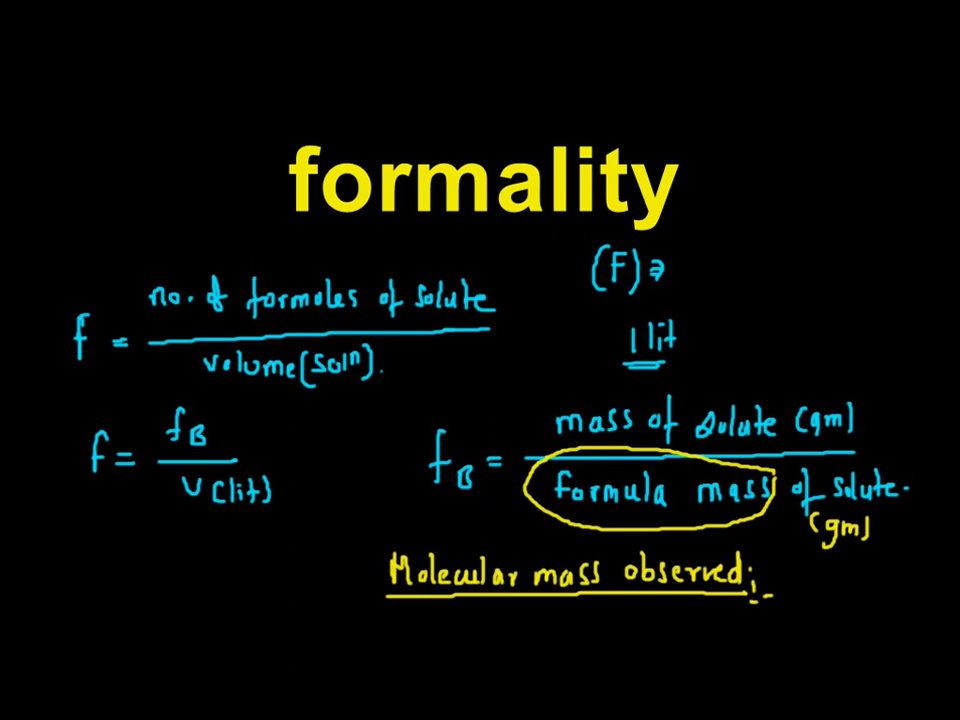 formality
(F) ⇒
1 lit
f = no. of formoles of solute / volume (soln).
f = fB / V (lit)
fB = mass of solute (gm) / formula mass of solute.
(gm)
Molecular mass observed :-